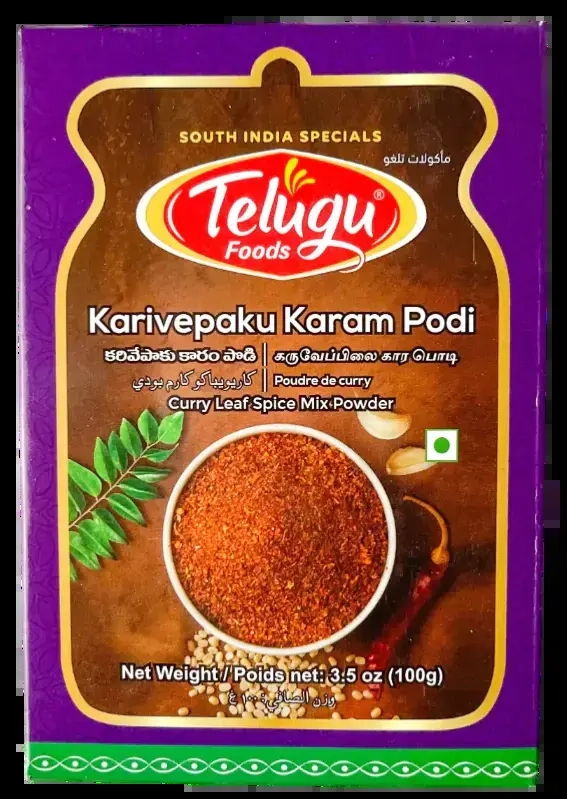 SOUTH INDIA SPECIALS
مأكولات تلغو
Telugu®
Foods
Karivepaku Karam Podi
కరివేపాకు కారం పొడి | கருவேப்பிலை கார பொடி
كاريويباكو كارم بودي | Poudre de curry
Curry Leaf Spice Mix Powder
Net Weight / Poids net: 3.5 oz (100g)
وزن الصافي: ١٠٠ غ